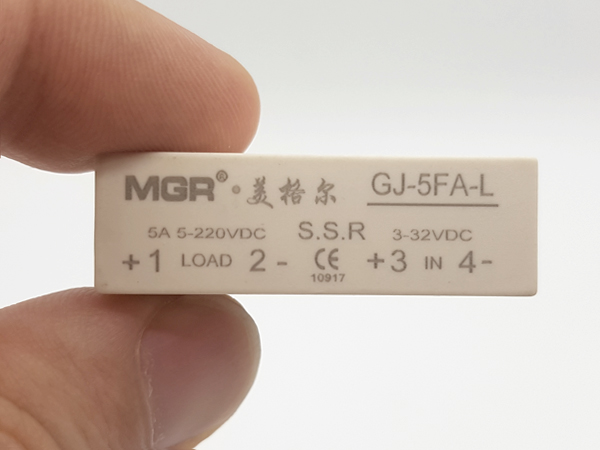 MGR® · 美格尔 GJ-5FA-L
5A 5-220VDC S.S.R 3-32VDC
+1 LOAD 2 - CE +3 IN 4-
10917